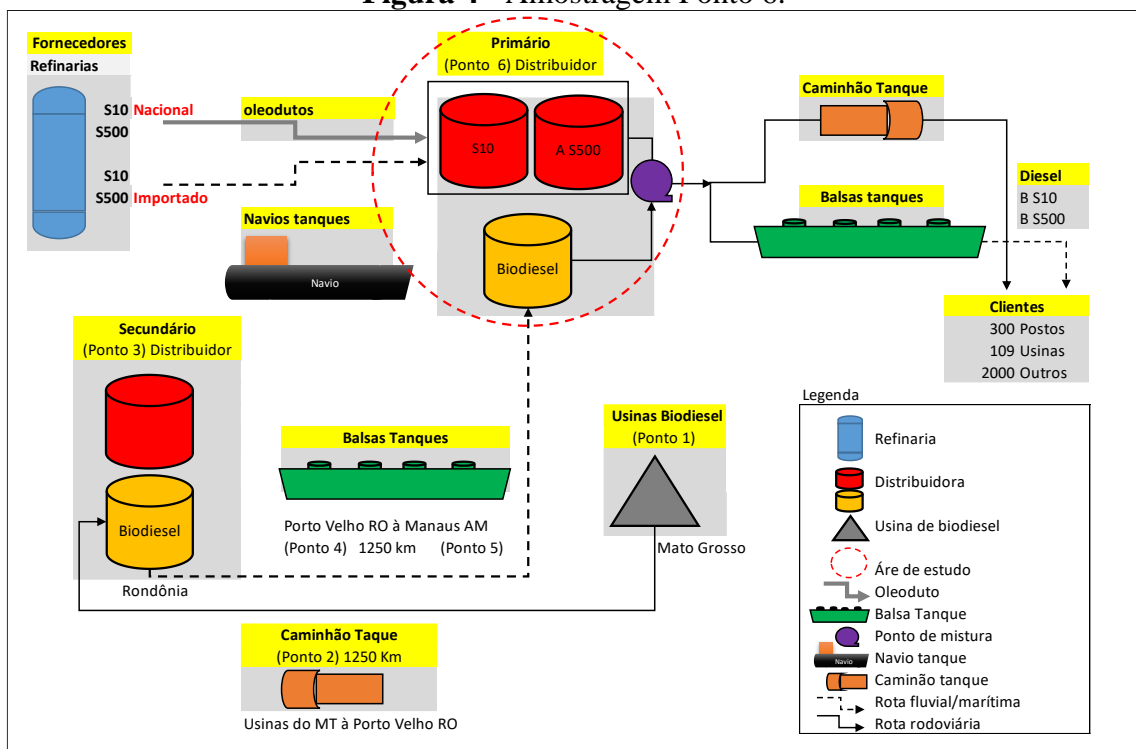 Figura 4 - Amostragem Ponto 6.
Fornecedores
Refinarias
S10 Nacional
S500
S10
S500 Importado
oleodutos
Navios tanques
Navio
Primário
(Ponto 6) Distribuidor
S10
A S500
Biodiesel
Caminhão Tanque
Balsas tanques
Diesel
B S10
B S500
Clientes
300 Postos
109 Usinas
2000 Outros
Secundário
(Ponto 3) Distribuidor
Biodiesel
Rondônia
Balsas Tanques
Porto Velho RO à Manaus AM
(Ponto 4) 1250 km (Ponto 5)
Usinas Biodiesel
(Ponto 1)
Mato Grosso
Caminhão Taque
(Ponto 2) 1250 Km
Usinas do MT à Porto Velho RO
Legenda
Refinaria
Distribuidora
Usina de biodiesel
Áre de estudo
Oleoduto
Balsa Tanque
Ponto de mistura
Navio
Navio tanque
Caminão tanque
Rota fluvial/marítima
Rota rodoviária